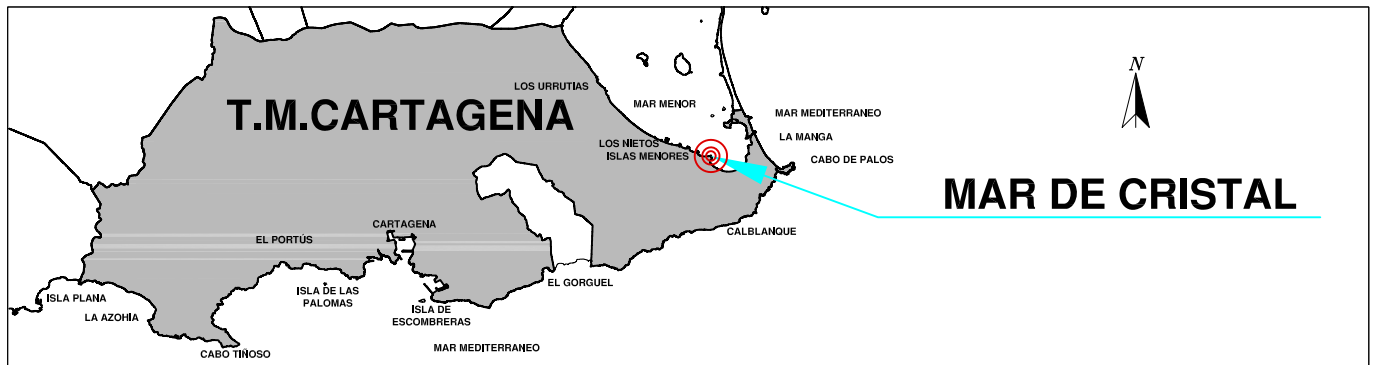 N
LOS URRUTIAS
T.M.CARTAGENA
MAR MENOR
MAR MEDITERRANEO
LA MANGA
LOS NIETOS
ISLAS MENORES
CABO DE PALOS
MAR DE CRISTAL
CARTAGENA
CALBLANQUE
EL PORTÚS
EL GORGUEL
ISLA PLANA
ISLA DE LAS
PALOMAS
LA AZOHÍA
ISLA DE
ESCOMBRERAS
CABO TIÑOSO
MAR MEDITERRANEO